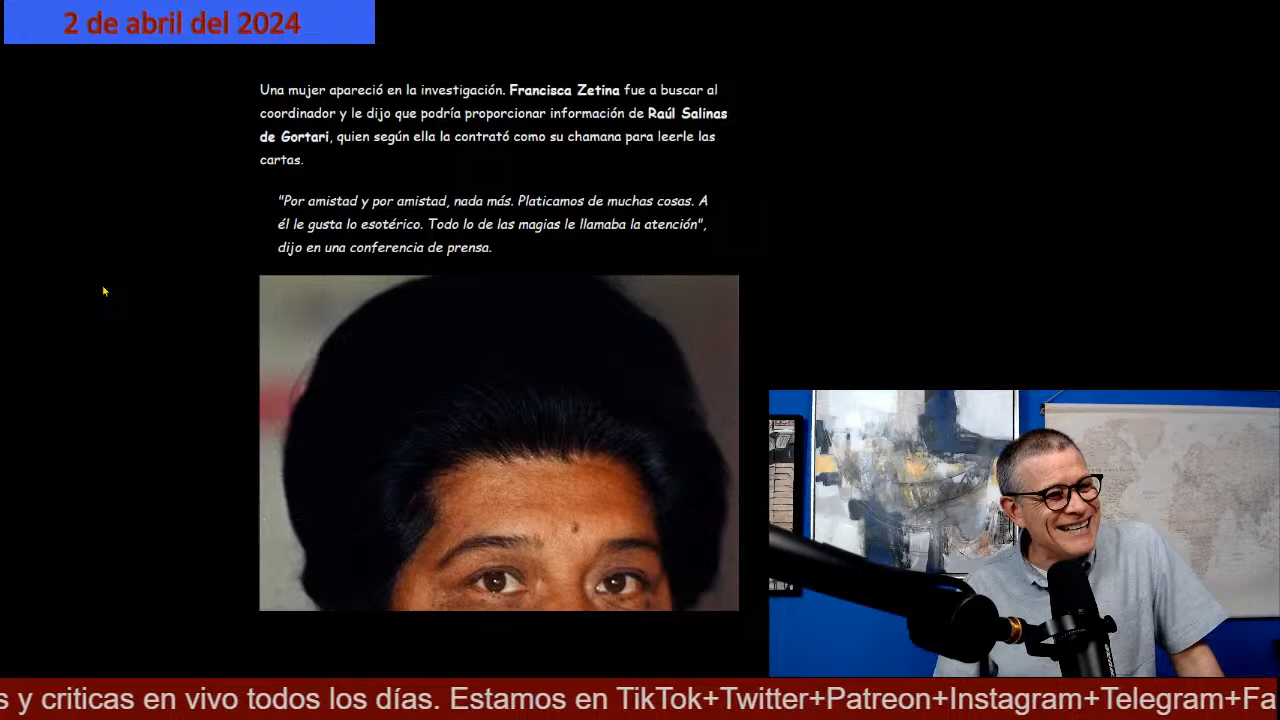 2 de abril del 2024
Una mujer apareció en la investigación. Francisca Zetina fue a buscar al
coordinador y le dijo que podría proporcionar información de Raúl Salinas
de Gortari, quien según ella la contrató como su chamana para leerle las
cartas.
"Por amistad y por amistad, nada más. Platicamos de muchas cosas. A
él le gusta lo esotérico. Todo lo de las magias le llamaba la atención",
dijo en una conferencia de prensa.
s y criticas en vivo todos los días. Estamos en TikTok+Twitter+Patreon+Instagram+Telegram+Fa